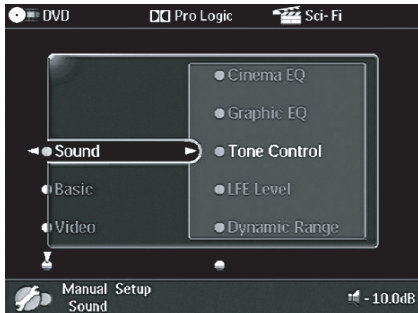 DVD Pro Logic Sci-Fi
Cinema EQ
Graphic EQ
Sound Tone Control
Basic LFE Level
Video Dynamic Range
Manual Setup
Sound
-10.0dB